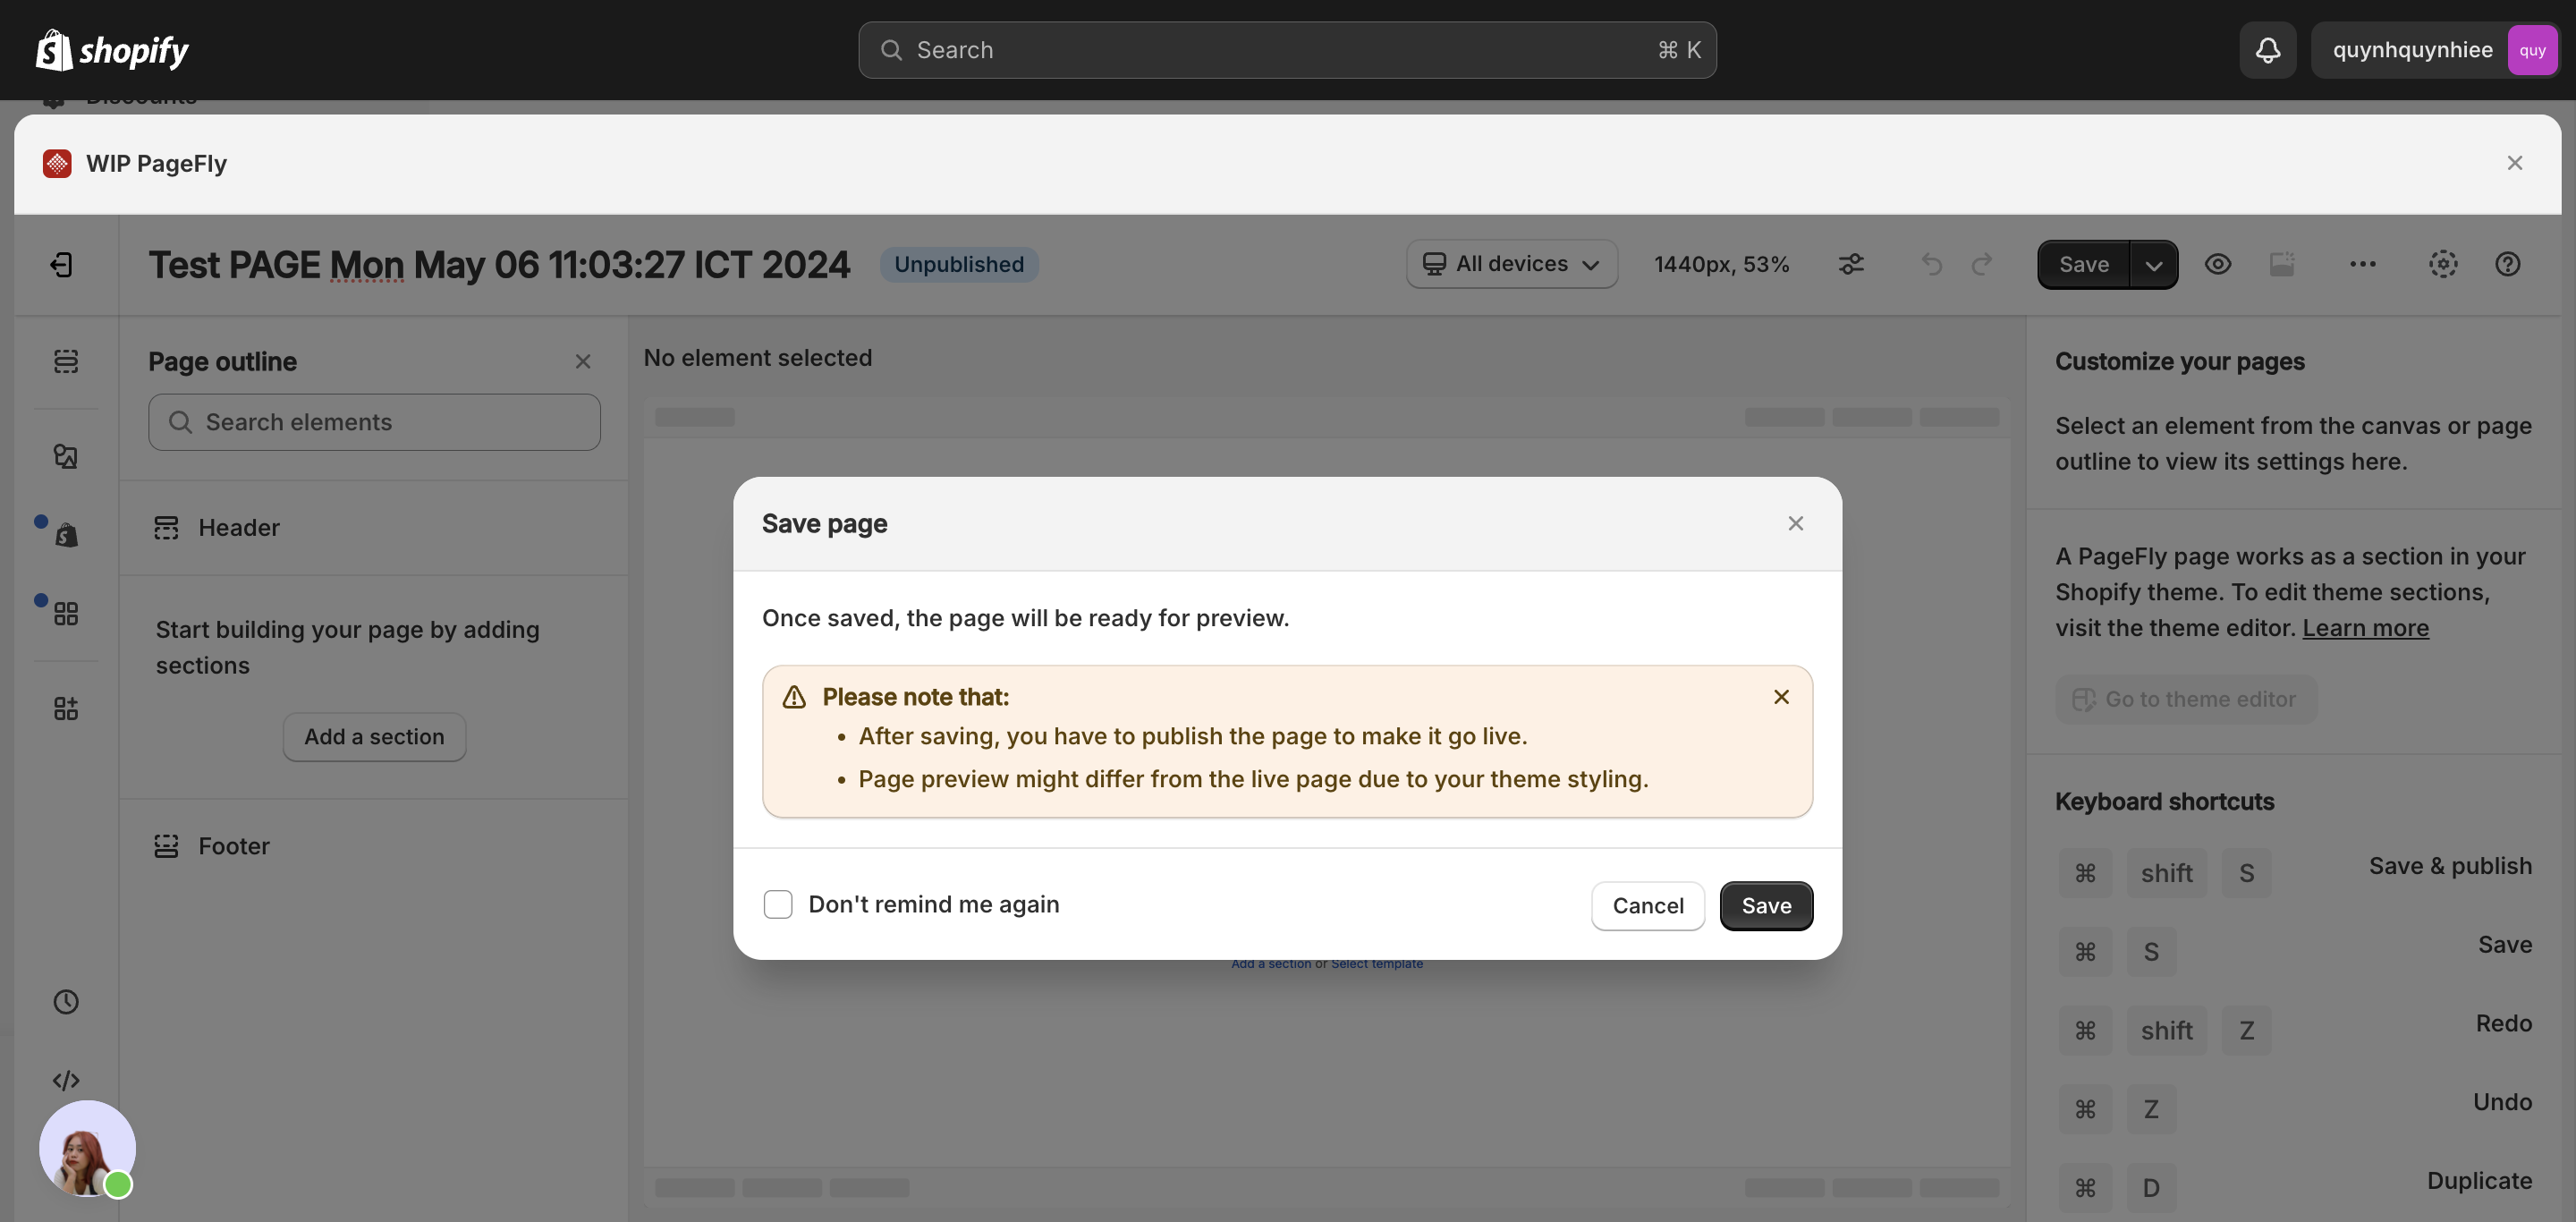 shopify
Search
⌘ K
quynhquynhiee
quy
Discounts
WIP PageFly
Test PAGE Mon May 06 11:03:27 ICT 2024
Unpublished
All devices
1440px, 53%
Save
Page outline
Search elements
Header
Start building your page by adding
sections
Add a section
Footer
No element selected
Save page
Once saved, the page will be ready for preview.
Please note that:
• After saving, you have to publish the page to make it go live.
• Page preview might differ from the live page due to your theme styling.
Don't remind me again
Cancel
Save
Add a section or Select template
Customize your pages
Select an element from the canvas or page
outline to view its settings here.
A PageFly page works as a section in your
Shopify theme. To edit theme sections,
visit the theme editor. Learn more
Go to theme editor
Keyboard shortcuts
⌘ shift S Save & publish
⌘ S Save
⌘ shift Z Redo
⌘ Z Undo
⌘ D Duplicate